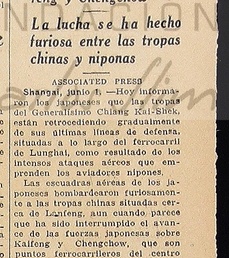 feng y Chengchow
La lucha se ha hecho
furiosa entre las tropas
chinas y niponas
ASSOCIATED PRESS
Shangai, junio .—Hoy informa-
ron los japoneses que las tropas
del Generalísimo Chiang Kai-Shek,
están retrocediendo gradualmente
de sus últimas líneas de defensa,
situadas a lo largo del ferrocarril
de Lunghai, como resultado de los
intensos ataques aéreos que em-
prenden los aviadores nipones.
Las escuadras aéreas de los ja-
poneses bombardearon furiosamen-
te a las tropas chinas situadas cer-
ca de Lanfeng, aun cuando parece
que ha sido interrumpido el avan-
ce de las fuerzas japonesas sobre
Kaifeng y Chengchow, que son
puntos ferrocarrileros del centro